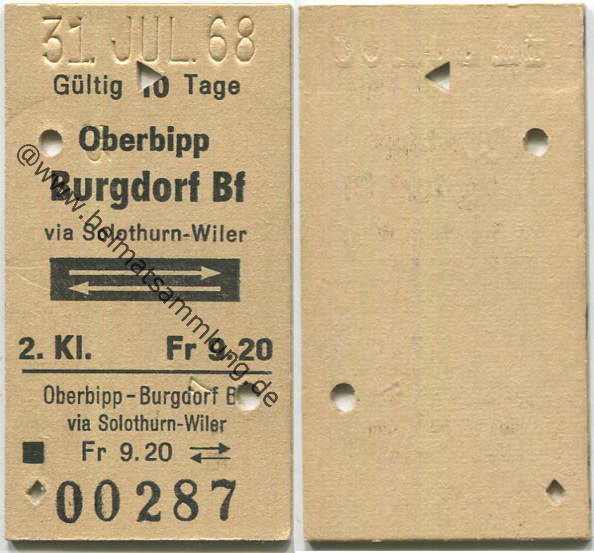 31. JUL. 68
Gültig 10 Tage
Oberbipp
Burgdorf Bf
via Solothurn-Wiler
2. Kl. Fr 9.20
Oberbipp-Burgdorf B
via Solothurn-Wiler
Fr 9.20
00287
@www.heimatsammlung.de